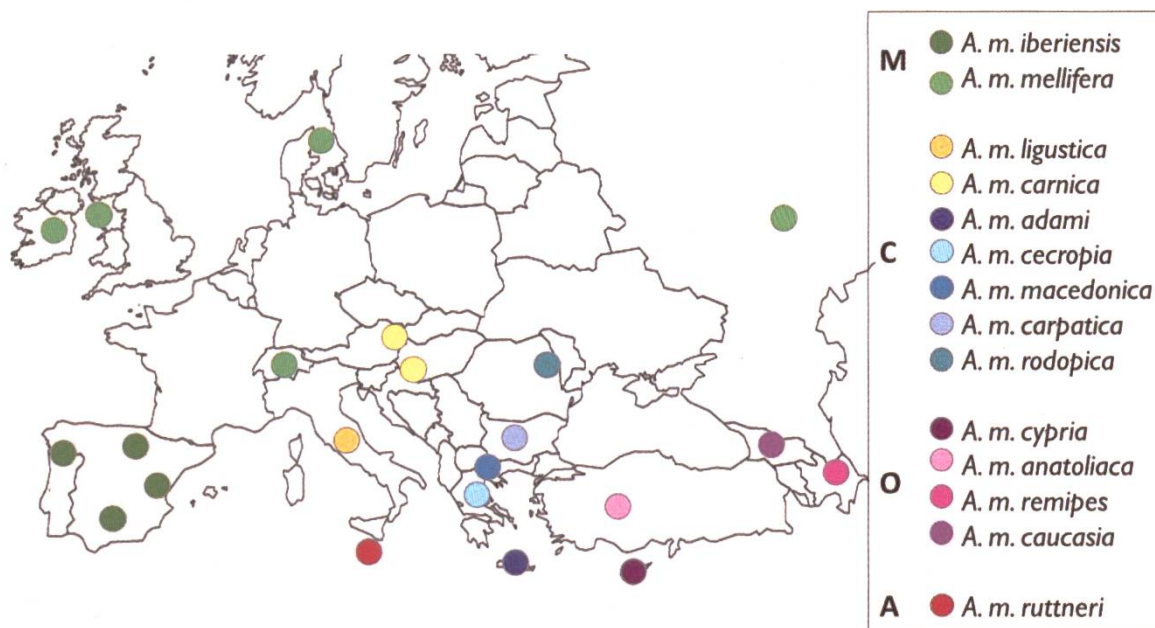 M
A. m. iberiensis
A. m. mellifera
C
A. m. ligustica
A. m. carnica
A. m. adami
A. m. cecropia
A. m. macedonica
A. m. carpatica
A. m. rodopica
O
A. m. cypria
A. m. anatoliaca
A. m. remipes
A. m. caucasia
A
A. m. ruttneri